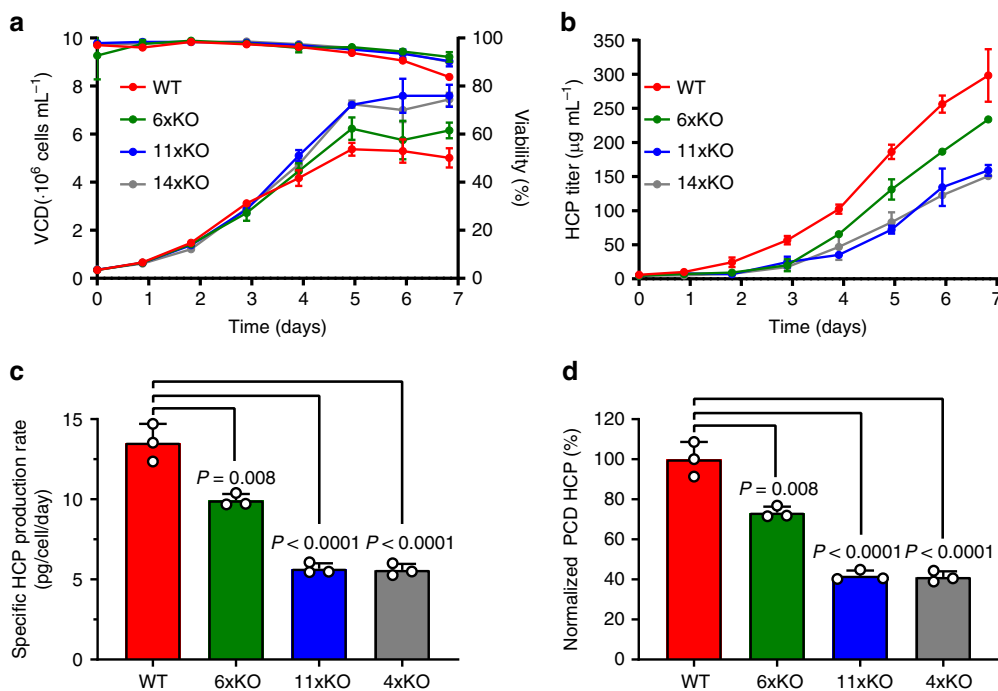 a
10
8
6
4
2
0
VCD(·10⁶ cells mL⁻¹)
100
80
60
40
20
0
Viability (%)
WT
6xKO
11xKO
14xKO
0 1 2 3 4 5 6 7
Time (days)
b
350
300
250
200
150
100
50
0
HCP titer (µg mL⁻¹)
WT
6xKO
11xKO
14xKO
0 1 2 3 4 5 6 7
Time (days)
c
15
10
5
0
Specific HCP production rate
(pg/cell/day)
P = 0.008
P < 0.0001 P < 0.0001
WT 6xKO 11xKO 4xKO
d
120
100
80
60
40
20
0
Normalized PCD HCP (%)
P = 0.008
P < 0.0001 P < 0.0001
WT 6xKO 11xKO 4xKO